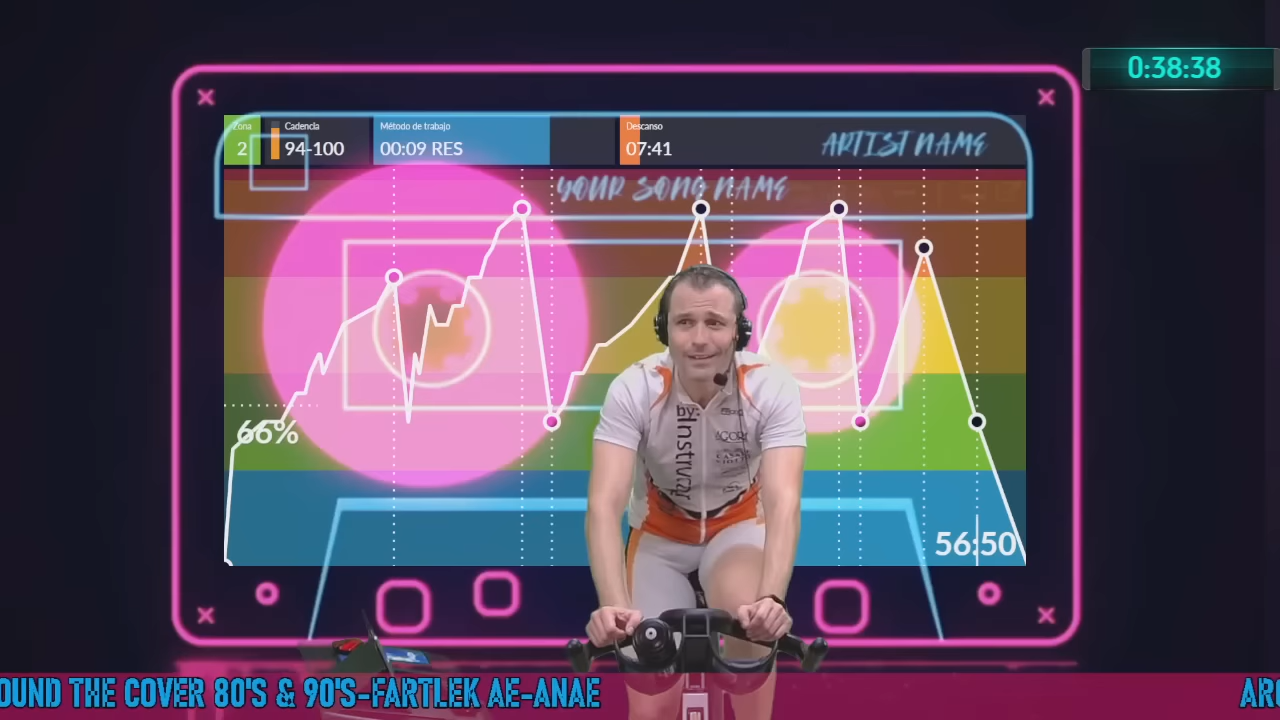 0:38:38
Zona
2
Cadencia
94-100
Método de trabajo
00:09 RES
Descanso
07:41
ARTIST NAME
YOUR SONG NAME
66%
by:Instrvcar
56:50
OUND THE COVER 80'S & 90'S-FARTLEK AE-ANAE
ARO